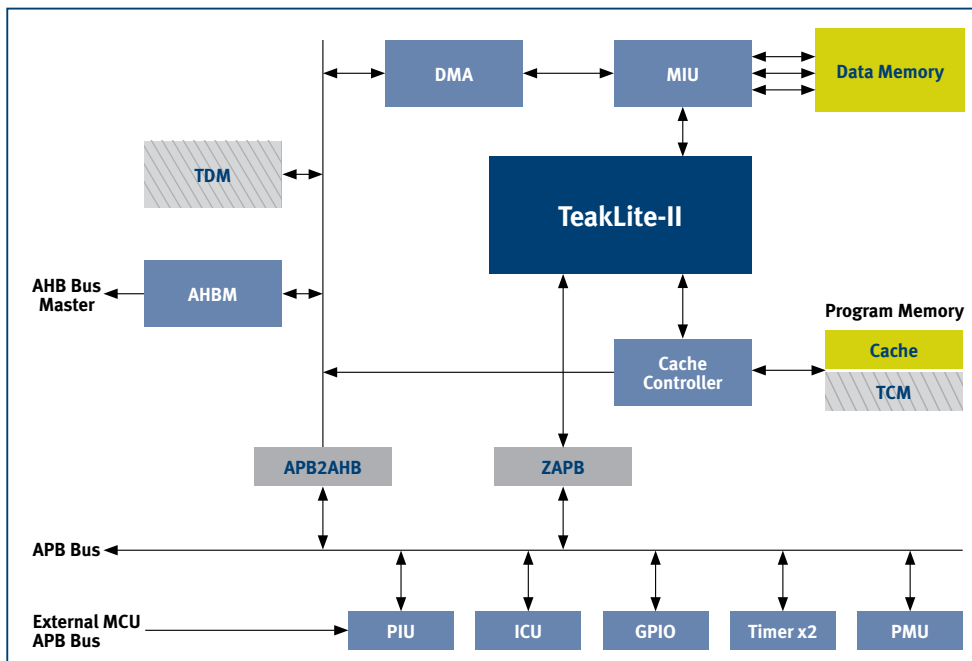 DMA
MIU
Data Memory
TDM
TeakLite-II
AHB Bus
Master
AHBM
Program Memory
Cache
Cache
Controller
TCM
APB2AHB
ZAPB
APB Bus
External MCU
APB Bus
PIU
ICU
GPIO
Timer x2
PMU